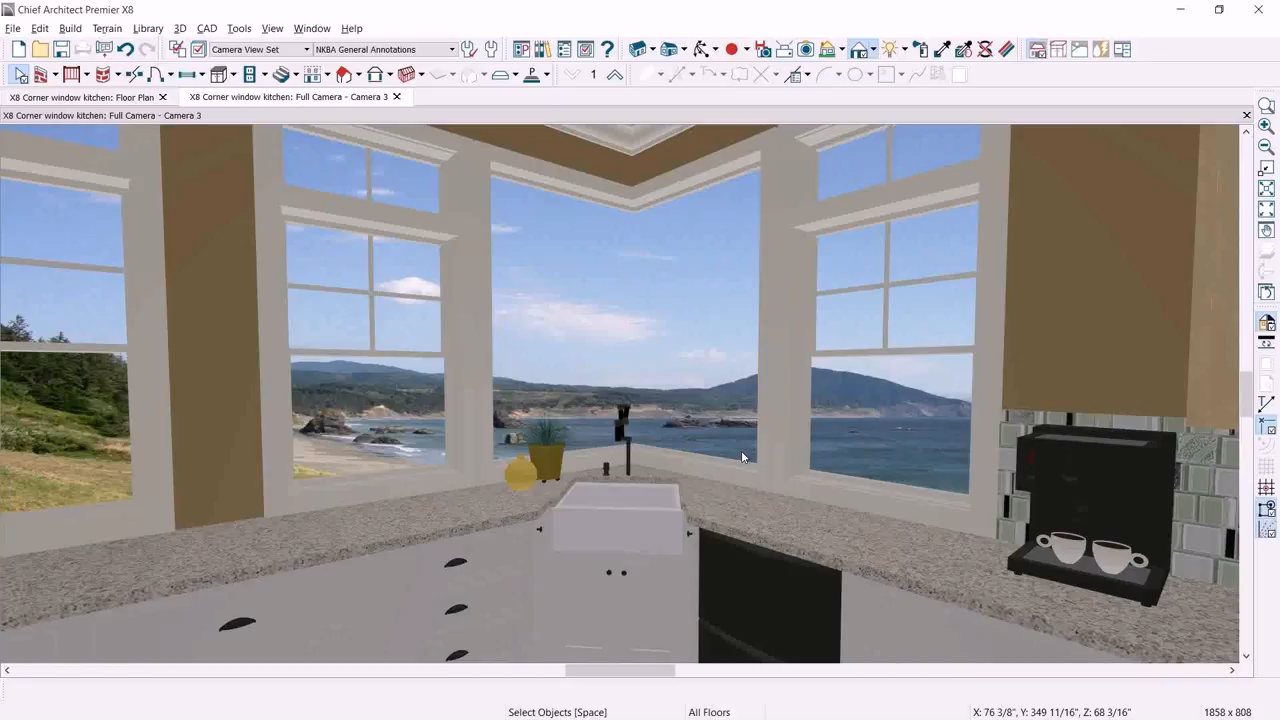 Chief Architect Premier X8
File Edit Build Terrain Library 3D CAD Tools View Window Help
Camera View Set NKBA General Annotations
1
X8 Corner window kitchen: Floor Plan X8 Corner window kitchen: Full Camera - Camera 3
X8 Corner window kitchen: Full Camera - Camera 3
Select Objects [Space] All Floors X: 76 3/8", Y: 349 11/16", Z: 68 3/16" 1858 x 808